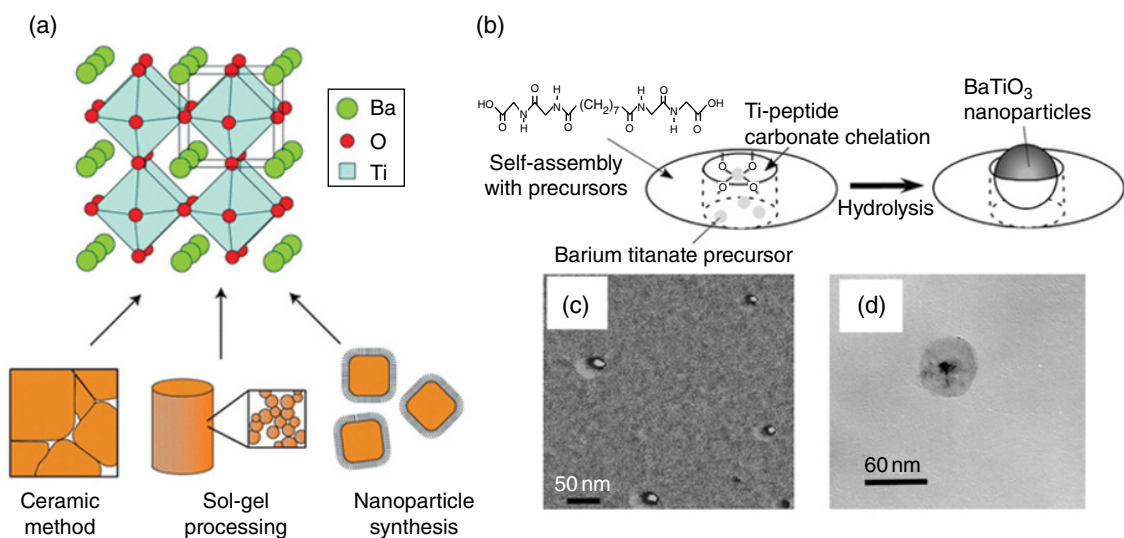 (a)
Ba
O
Ti
Ceramic
method
Sol-gel
processing
Nanoparticle
synthesis
(b)
HO
O
N
H
O
H
N
O
(CH2)7
O
N
H
H
N
O
O
OH
Self-assembly
with precursors
Ti-peptide
carbonate chelation
O O
O O
Barium titanate precursor
Hydrolysis
BaTiO3
nanoparticles
(c)
50 nm
(d)
60 nm